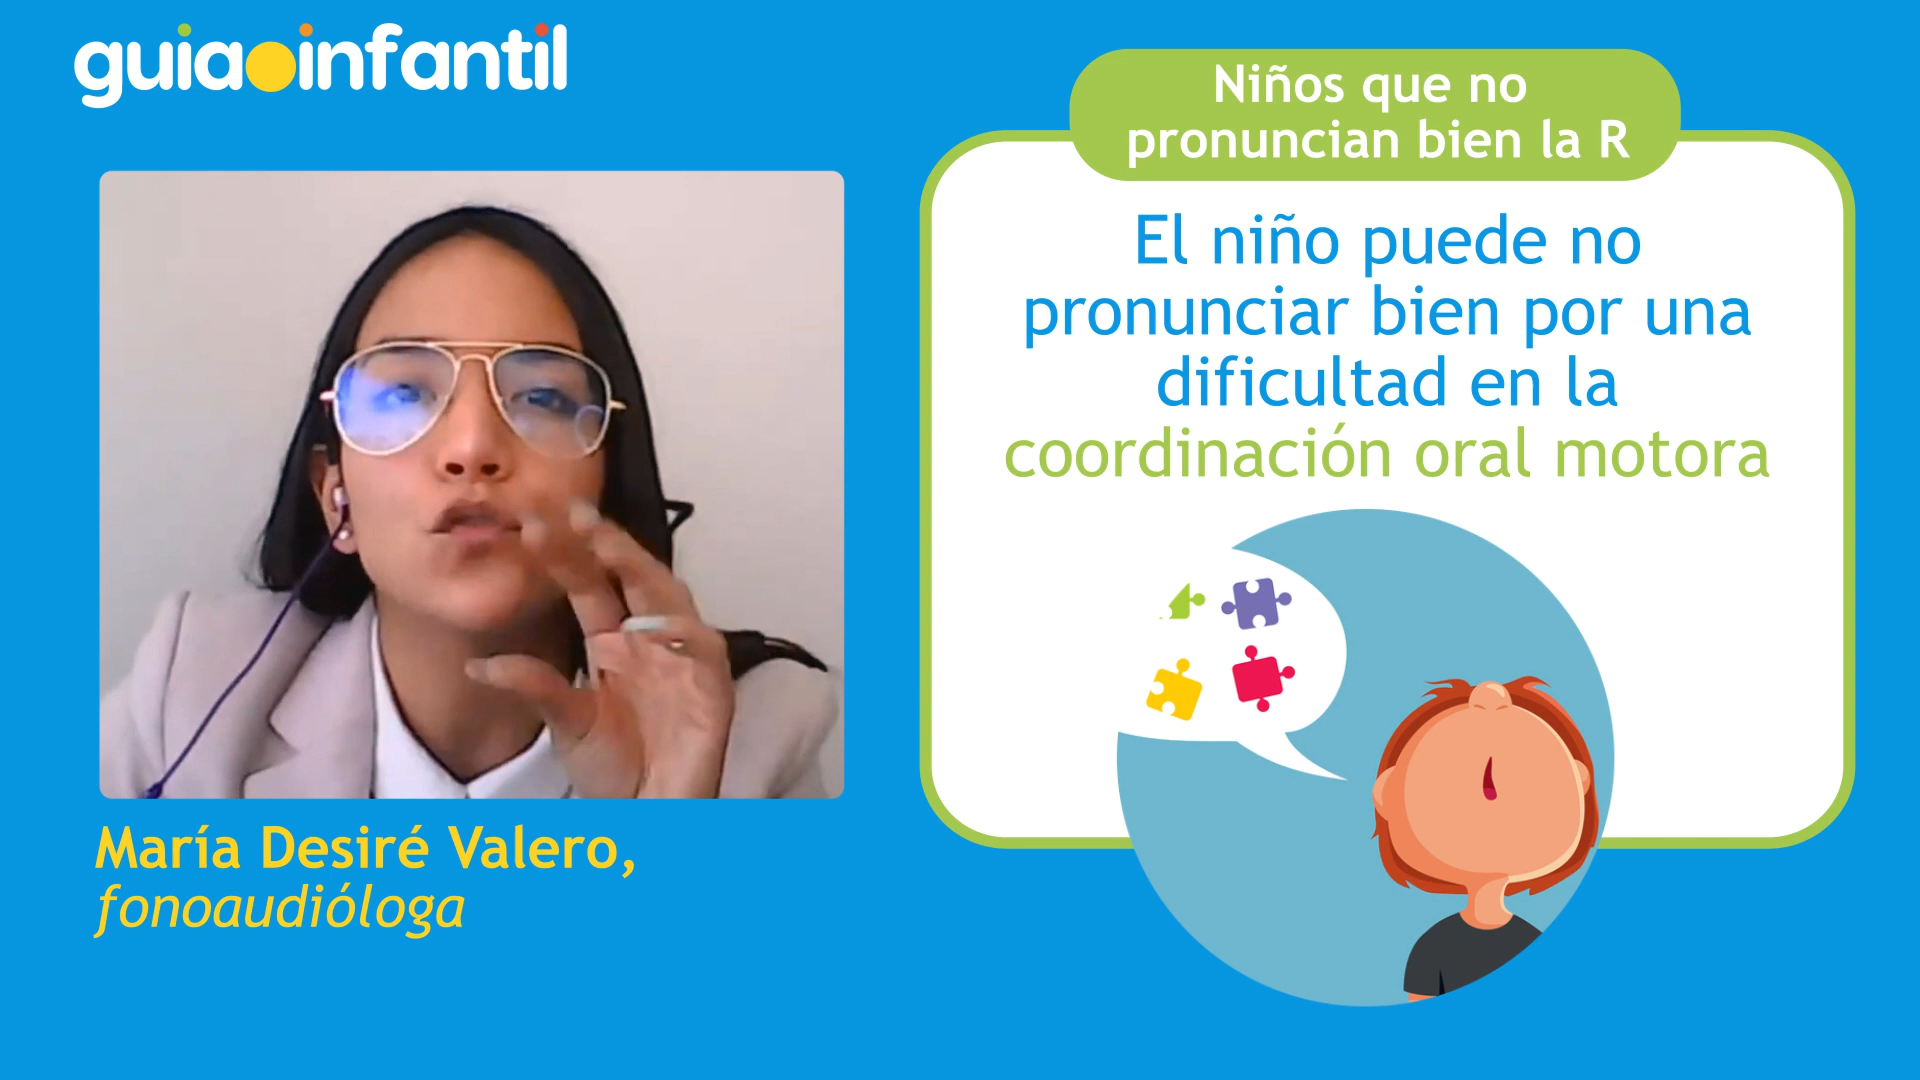 guiainfantil
Niños que no
pronuncian bien la R
El niño puede no
pronunciar bien por una
dificultad en la
coordinación oral motora
María Desiré Valero,
fonoaudióloga